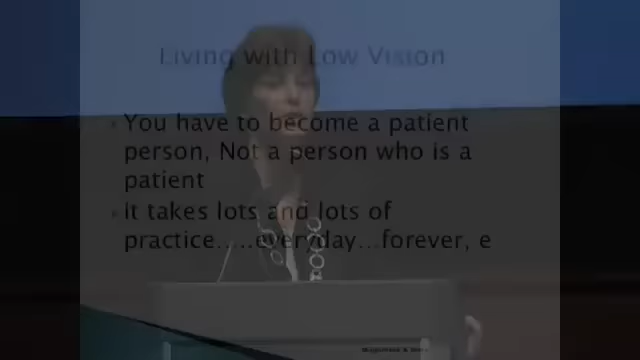 Living with Low Vision
• You have to become a patient
person, Not a person who is a
patient
• It takes lots and lots of
practice.....everyday...forever, e